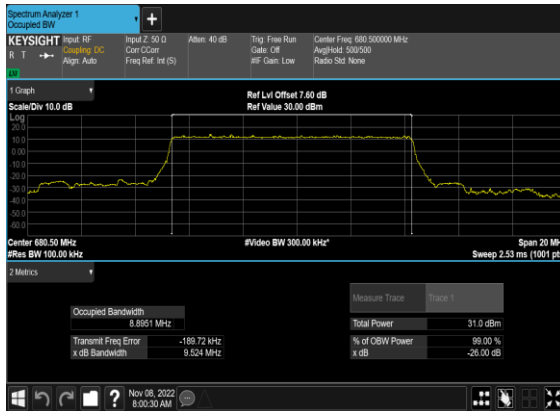 Spectrum Analyzer 1
Occupied BW
KEYSIGHT Input: RF Input Z: 50 Ω Atten: 40 dB Trig: Free Run Center Freq: 680.500000 MHz
R T Coupling: DC Corr CCorr Gate: Off Avg|Hold: 500/500
Align: Auto Freq Ref: Int (S) #IF Gain: Low Radio Std: None
1 Graph
Ref Lvl Offset 7.60 dB
Scale/Div 10.0 dB Ref Value 30.00 dBm
Log
20.0
10.0
0.00
-10.0
-20.0
-30.0
-40.0
-50.0
-60.0
Center 680.50 MHz #Video BW 300.00 kHz* Span 20 MH
#Res BW 100.00 kHz Sweep 2.53 ms (1001 pt
2 Metrics
Measure Trace Trace 1
Occupied Bandwidth
8.8951 MHz Total Power 31.0 dBm
Transmit Freq Error -189.72 kHz % of OBW Power 99.00 %
x dB Bandwidth 9.524 MHz x dB -26.00 dB
Nov 08, 2022
8:00:30 AM